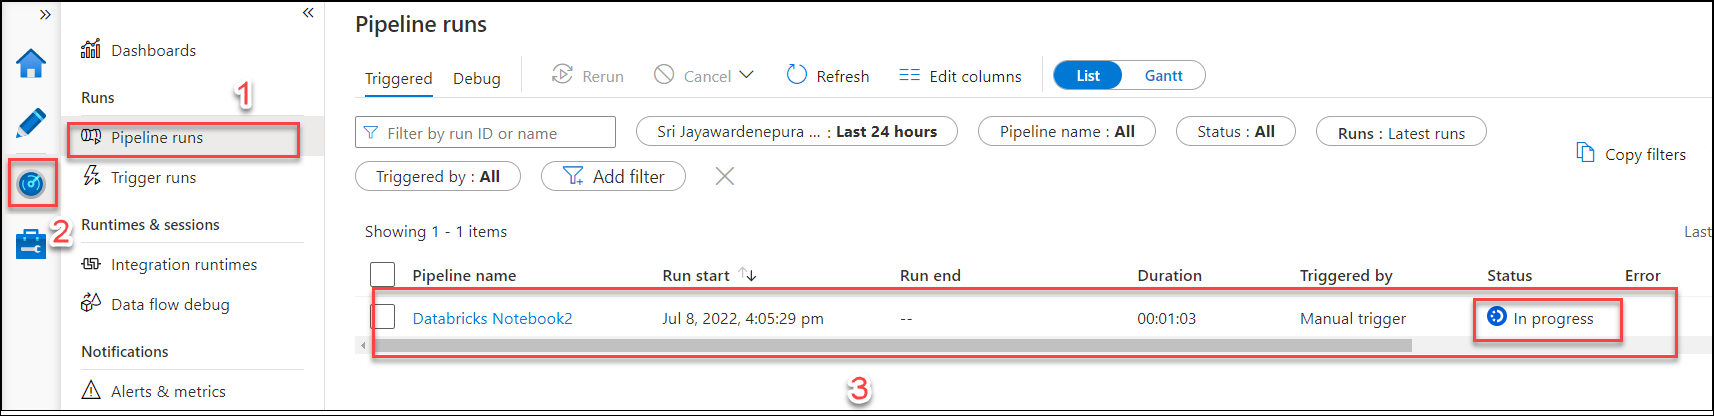 »
«
Dashboards
Runs
1
Pipeline runs
Trigger runs
2
Runtimes & sessions
Integration runtimes
Data flow debug
Notifications
Alerts & metrics
Pipeline runs
Triggered Debug Rerun Cancel Refresh Edit columns List Gantt
Filter by run ID or name Sri Jayawardenepura ... : Last 24 hours Pipeline name : All Status : All Runs : Latest runs
Copy filters
Triggered by : All Add filter
Showing 1 - 1 items Last
Pipeline name Run start Run end Duration Triggered by Status Error
Databricks Notebook2 Jul 8, 2022, 4:05:29 pm -- 00:01:03 Manual trigger In progress
3